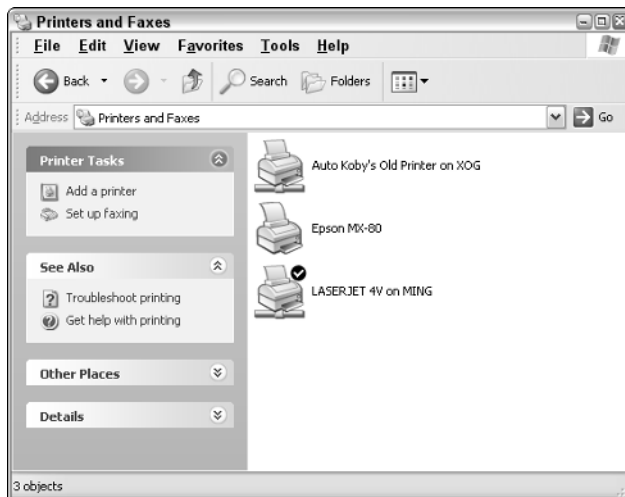 Printers and Faxes
File Edit View Favorites Tools Help
Back Search Folders
Address Printers and Faxes Go
Printer Tasks
Add a printer
Set up faxing
See Also
Troubleshoot printing
Get help with printing
Other Places
Details
Auto Koby's Old Printer on XOG
Epson MX-80
LASERJET 4V on MING
3 objects